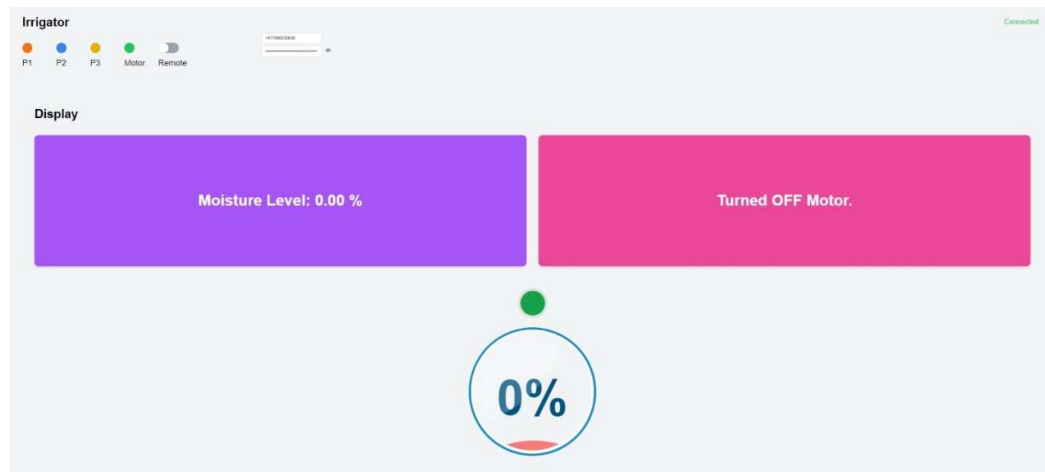 Irrigator
Connected
P1 P2 P3 Motor Remote
Display
Moisture Level: 0.00 %
Turned OFF Motor.
0%